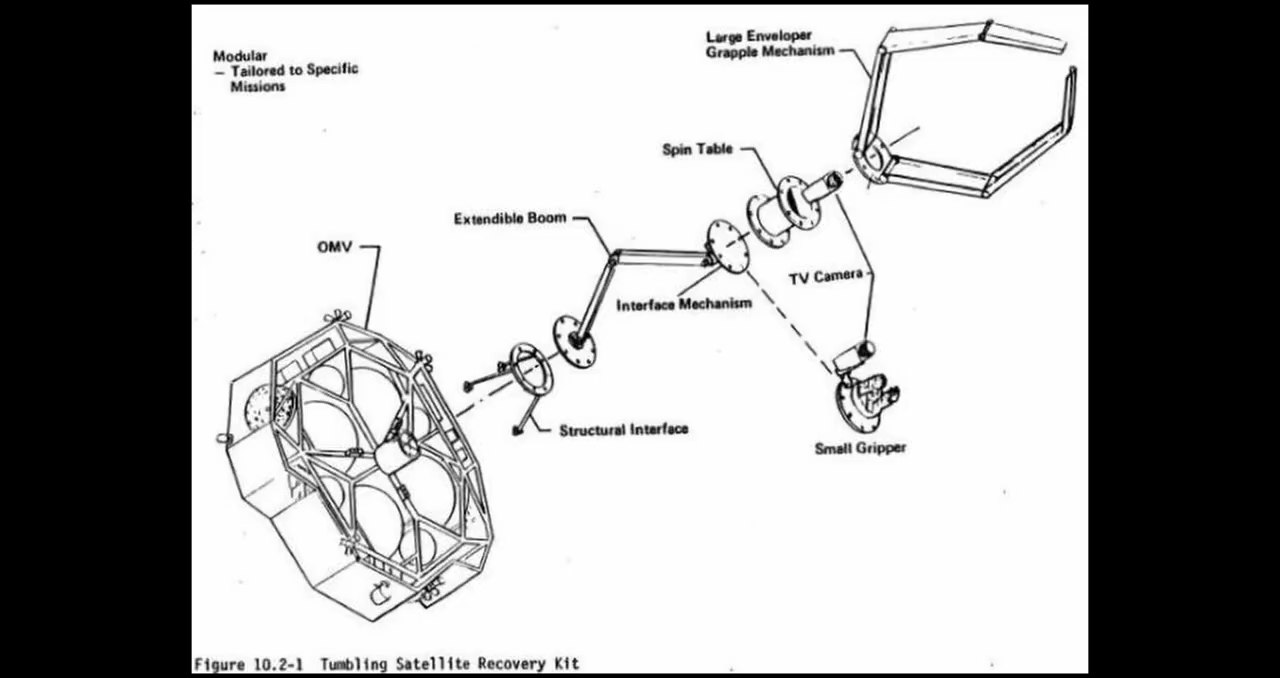 Modular
– Tailored to Specific
Missions
Large Enveloper
Grapple Mechanism
Spin Table
Extendible Boom
OMV
TV Camera
Interface Mechanism
Structural Interface
Small Gripper
Figure 10.2-1 Tumbling Satellite Recovery Kit